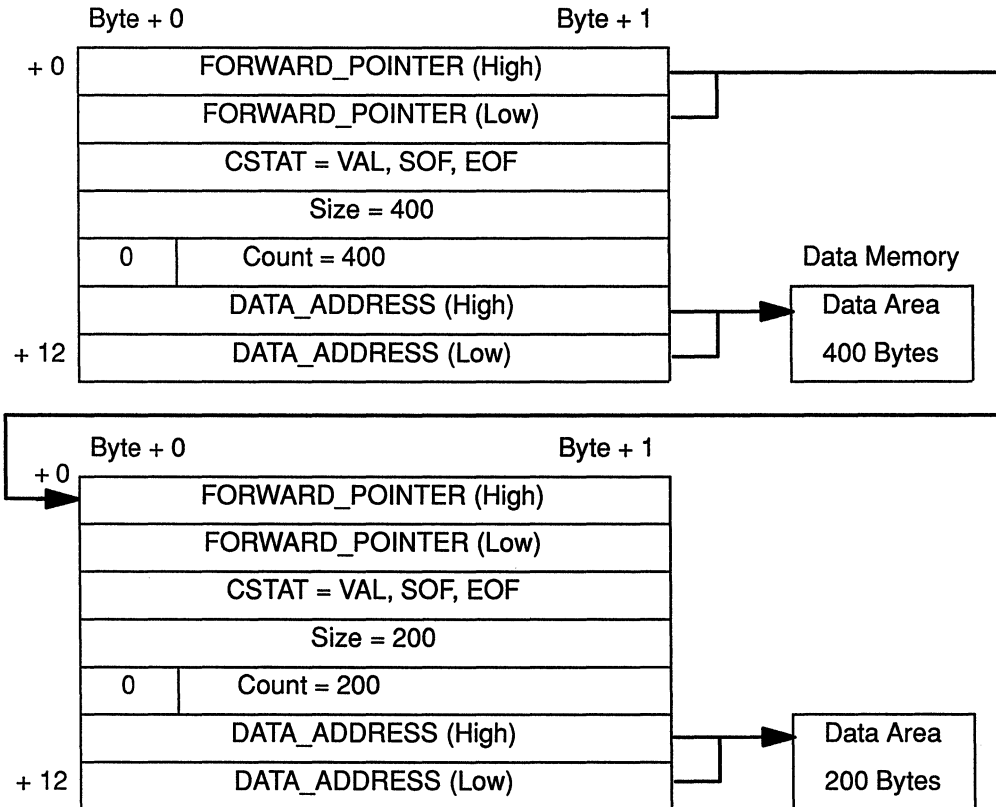 Byte + 0 Byte + 1
+ 0 FORWARD_POINTER (High)
FORWARD_POINTER (Low)
CSTAT = VAL, SOF, EOF
Size = 400
0 Count = 400 Data Memory
DATA_ADDRESS (High) Data Area
+ 12 DATA_ADDRESS (Low) 400 Bytes
Byte + 0 Byte + 1
+ 0 FORWARD_POINTER (High)
FORWARD_POINTER (Low)
CSTAT = VAL, SOF, EOF
Size = 200
0 Count = 200
DATA_ADDRESS (High) Data Area
+ 12 DATA_ADDRESS (Low) 200 Bytes